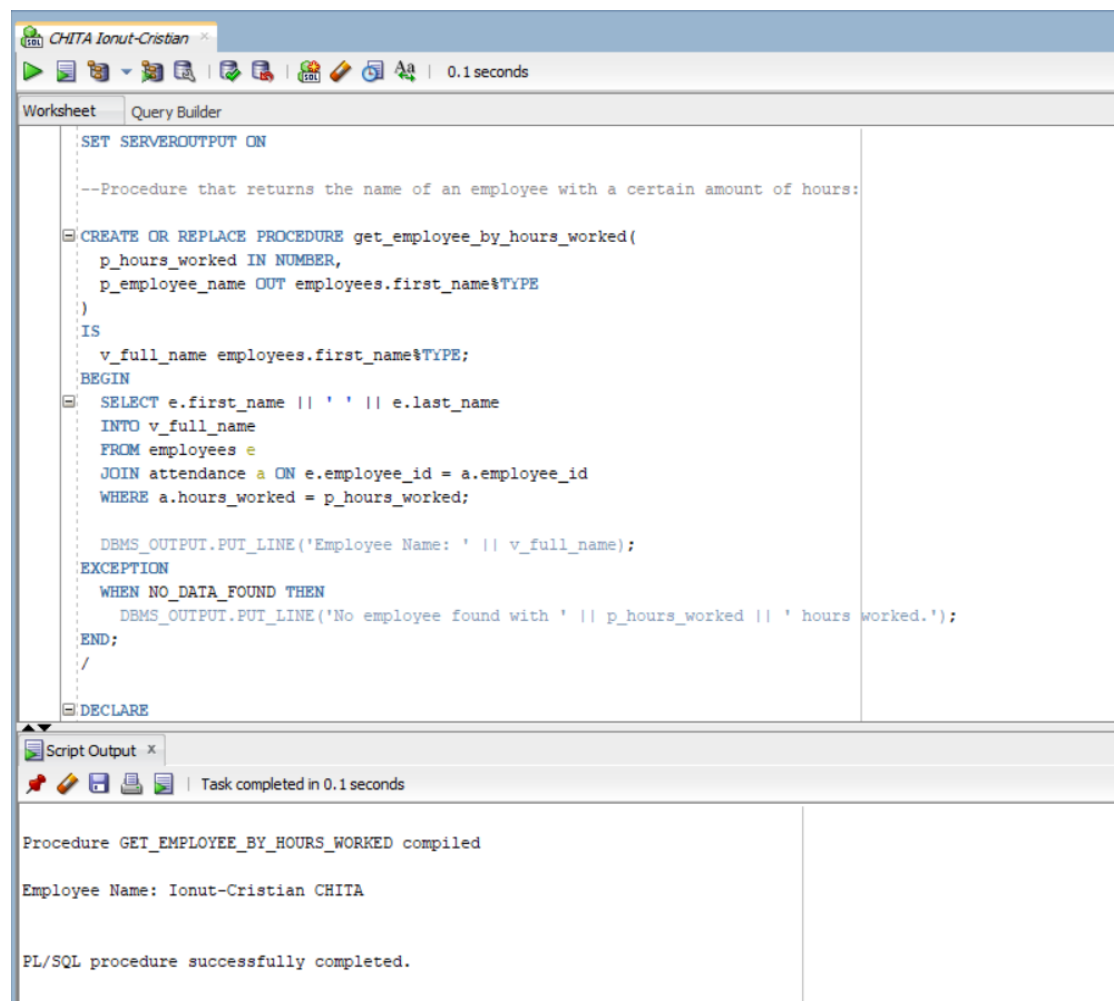 CHITA Ionut-Cristian
0.1 seconds
Worksheet Query Builder
SET SERVEROUTPUT ON
--Procedure that returns the name of an employee with a certain amount of hours:
CREATE OR REPLACE PROCEDURE get_employee_by_hours_worked(
p_hours_worked IN NUMBER,
p_employee_name OUT employees.first_name%TYPE
)
IS
v_full_name employees.first_name%TYPE;
BEGIN
SELECT e.first_name || ' ' || e.last_name
INTO v_full_name
FROM employees e
JOIN attendance a ON e.employee_id = a.employee_id
WHERE a.hours_worked = p_hours_worked;
DBMS_OUTPUT.PUT_LINE('Employee Name: ' || v_full_name);
EXCEPTION
WHEN NO_DATA_FOUND THEN
DBMS_OUTPUT.PUT_LINE('No employee found with ' || p_hours_worked || ' hours worked.');
END;
/
DECLARE
Script Output x
Task completed in 0.1 seconds
Procedure GET_EMPLOYEE_BY_HOURS_WORKED compiled
Employee Name: Ionut-Cristian CHITA
PL/SQL procedure successfully completed.